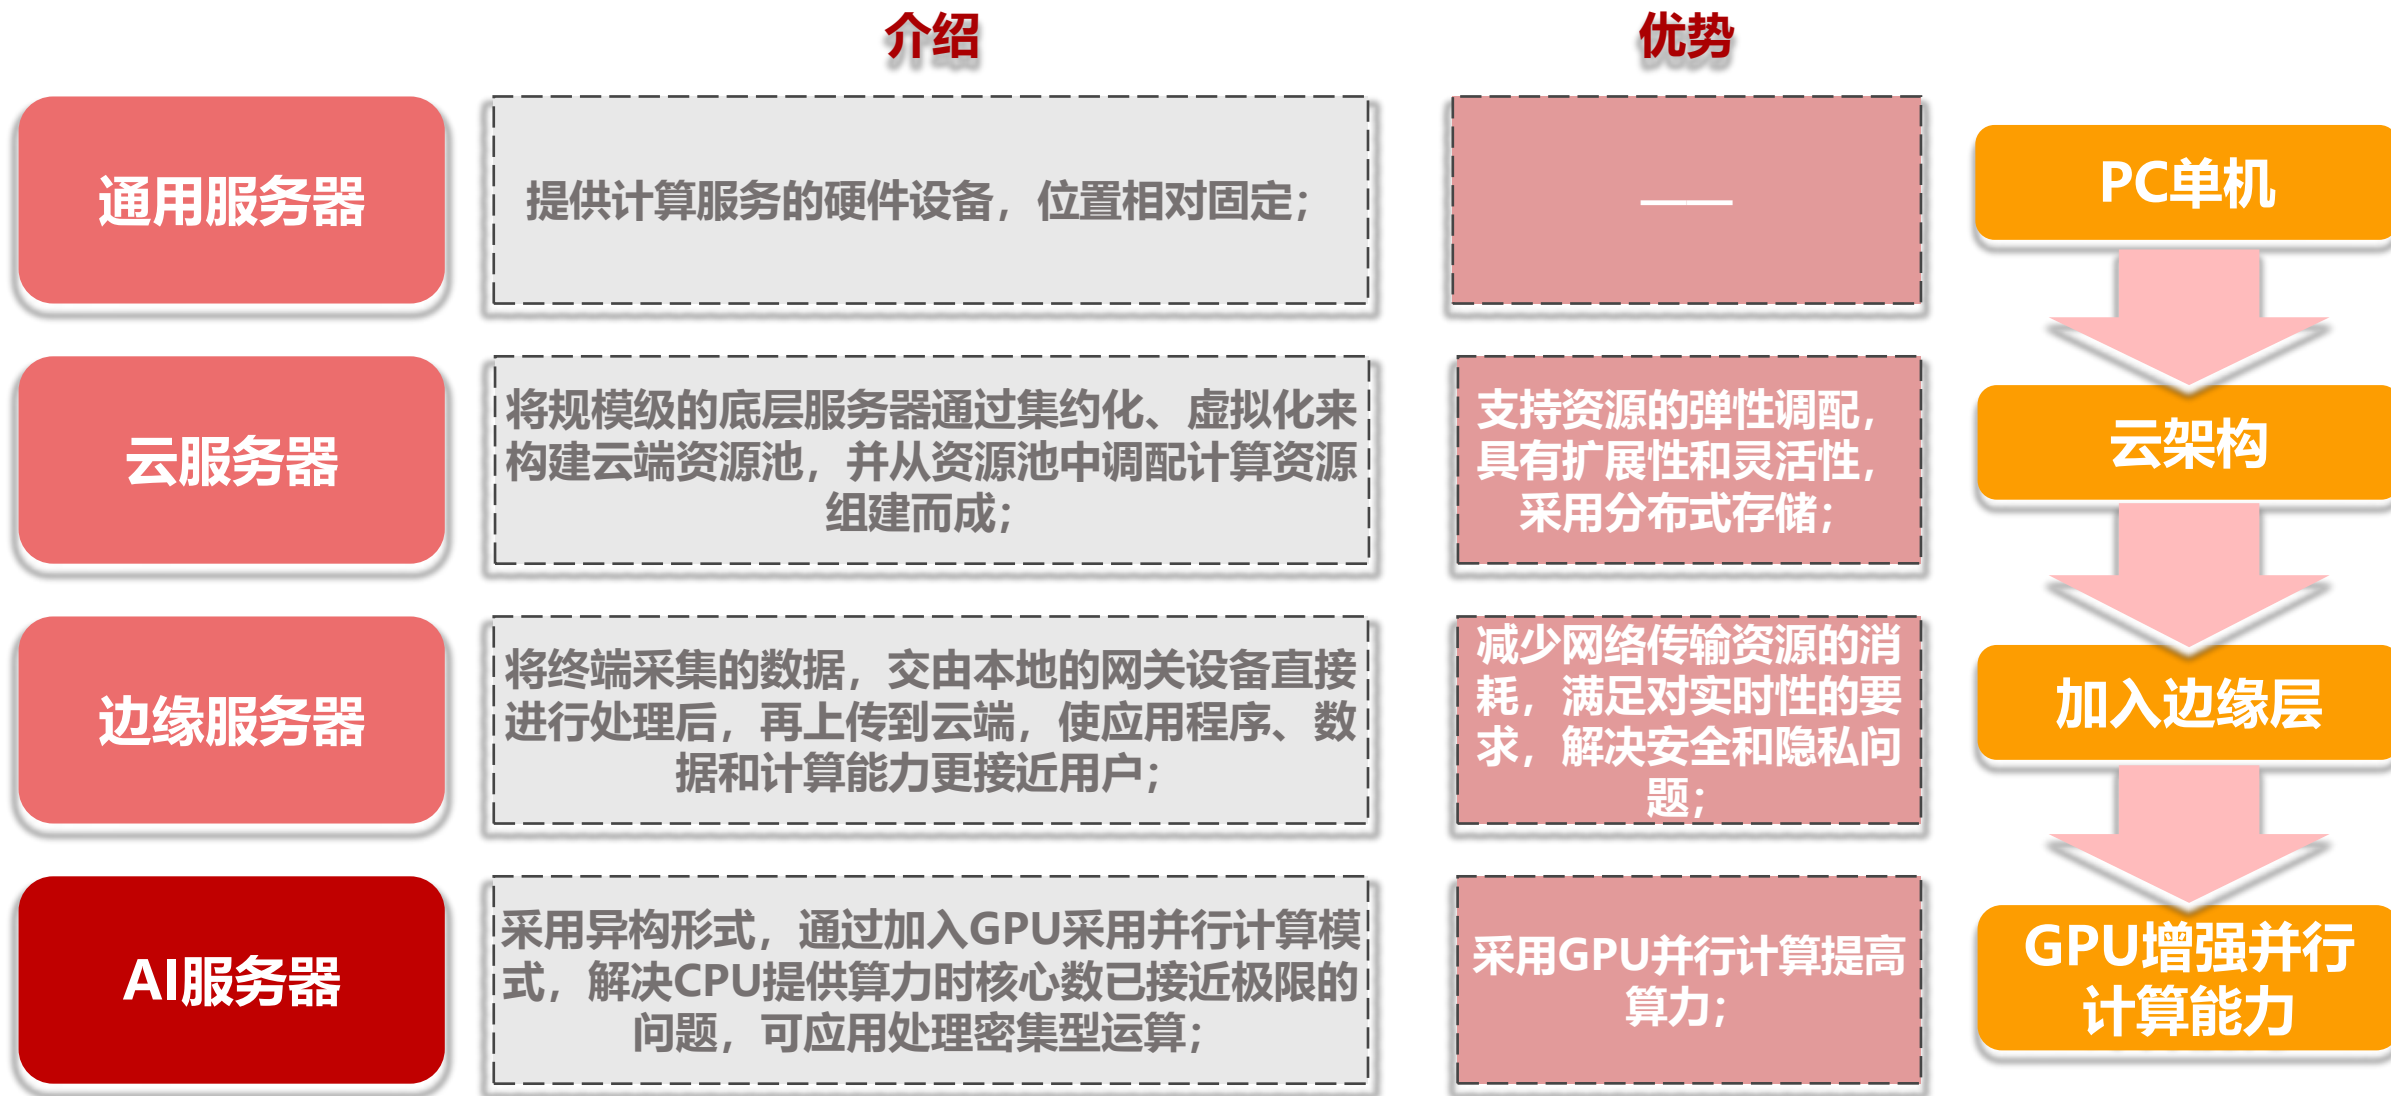 介绍
优势
通用服务器
提供计算服务的硬件设备，位置相对固定；
——
PC单机
云服务器
将规模级的底层服务器通过集约化、虚拟化来
构建云端资源池，并从资源池中调配计算资源
组建而成；
支持资源的弹性调配，
具有扩展性和灵活性，
采用分布式存储；
云架构
边缘服务器
将终端采集的数据，交由本地的网关设备直接
进行处理后，再上传到云端，使应用程序、数
据和计算能力更接近用户；
减少网络传输资源的消
耗，满足对实时性的要
求，解决安全和隐私问
题；
加入边缘层
AI服务器
采用异构形式，通过加入GPU采用并行计算模
式，解决CPU提供算力时核心数已接近极限的
问题，可应用处理密集型运算；
采用GPU并行计算提高
算力；
GPU增强并行
计算能力